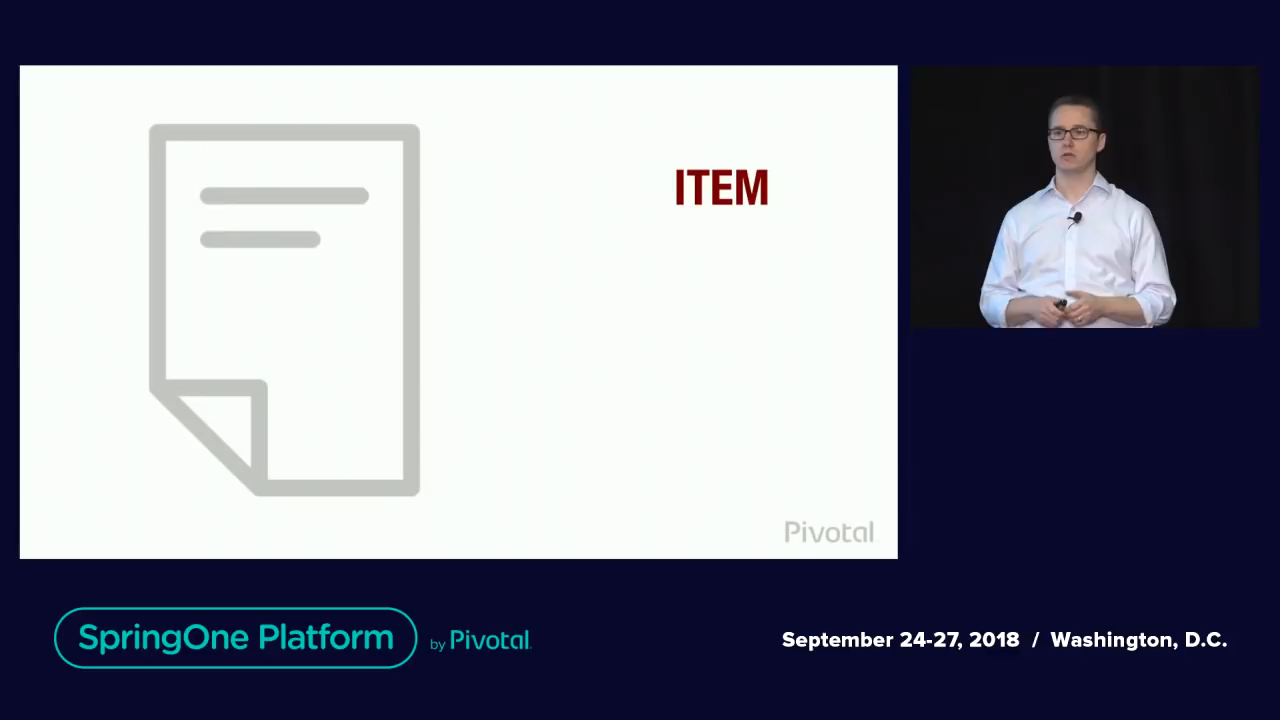 ITEM
Pivotal
SpringOne Platform by Pivotal
September 24-27, 2018 / Washington, D.C.